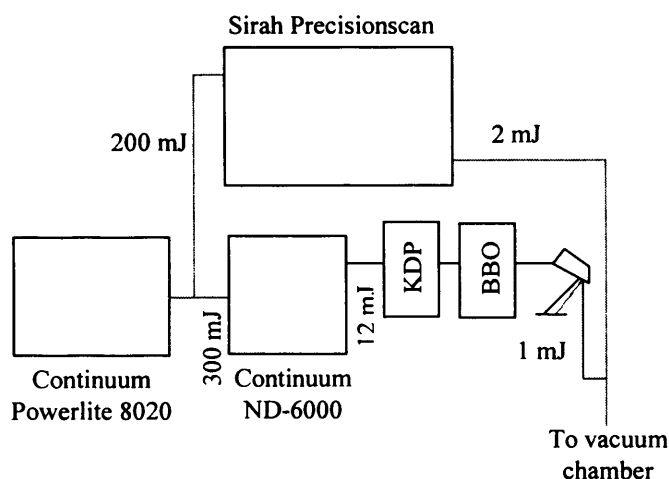 Sirah Precisionscan
200 mJ
2 mJ
KDP
BBO
12 mJ
300 mJ
1 mJ
Continuum
Powerlite 8020
Continuum
ND-6000
To vacuum
chamber